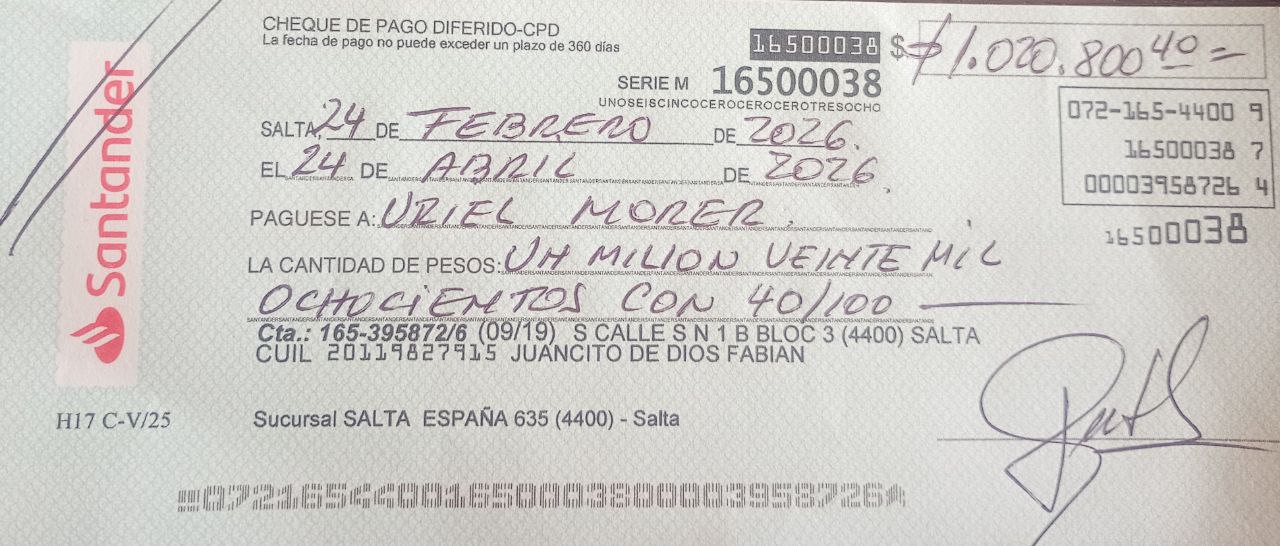 CHEQUE DE PAGO DIFERIDO-CPD
La fecha de pago no puede exceder un plazo de 360 días
16500038 $ $1.020.800 40 =
SERIE M 16500038
UNOSEISCINCOCEROCEROCEROTRESOCHO
072-165-4400 9
16500038 7
00003958726 4
16500038
SALTA, 24 DE FEBRERO DE 2026.
EL 24 DE ABRIL DE 2026.
PAGUESE A: URIEL MORER.
LA CANTIDAD DE PESOS: UN MILION VEINTE MIL
OCHOCIENTOS CON 40/100
Cta.: 165-395872/6 (09/19) S CALLE S N 1 B BLOC 3 (4400) SALTA
CUIL 20119827915 JUANCITO DE DIOS FABIAN
Santander
H17 C-V/25
Sucursal SALTA ESPAÑA 635 (4400) - Salta
072165440016500038000039587264